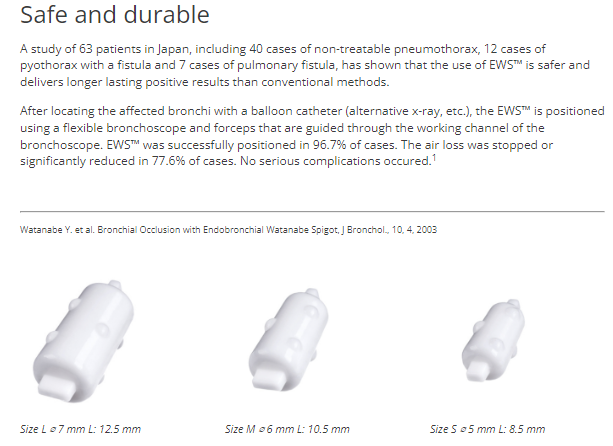 Safe and durable
A study of 63 patients in Japan, including 40 cases of non-treatable pneumothorax, 12 cases of
pyothorax with a fistula and 7 cases of pulmonary fistula, has shown that the use of EWS™ is safer and
delivers longer lasting positive results than conventional methods.
After locating the affected bronchi with a balloon catheter (alternative x-ray, etc.), the EWS™ is positioned
using a flexible bronchoscope and forceps that are guided through the working channel of the
bronchoscope. EWS™ was successfully positioned in 96.7% of cases. The air loss was stopped or
significantly reduced in 77.6% of cases. No serious complications occured.¹
Watanabe Y. et al. Bronchial Occlusion with Endobronchial Watanabe Spigot, J Bronchol., 10, 4, 2003
Size L ⌀ 7 mm L: 12.5 mm
Size M ⌀ 6 mm L: 10.5 mm
Size S ⌀ 5 mm L: 8.5 mm